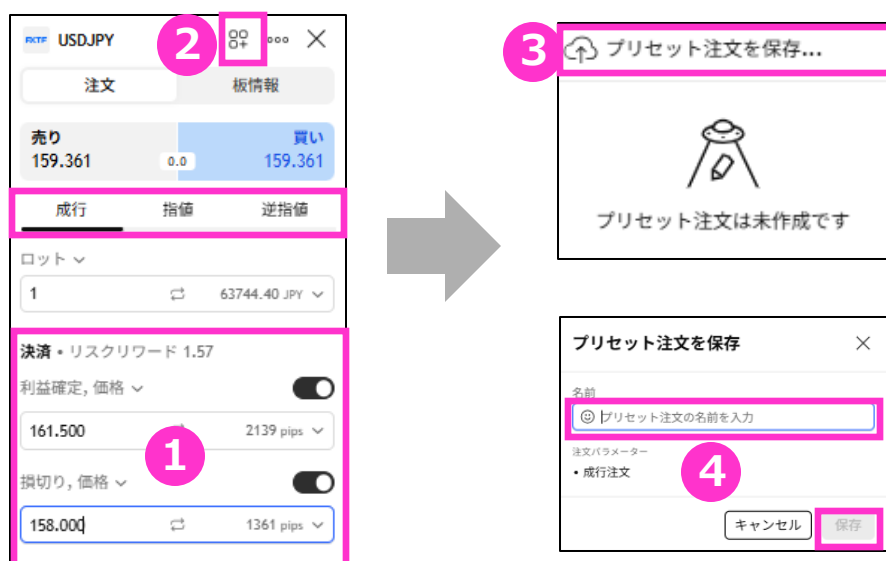 FXTF USDJPY
2
注文
板情報
売り
買い
159.361
0.0
159.361
成行
指値
逆指値
ロット
1
63744.40 JPY
決済・リスクリワード 1.57
利益確定, 価格
161.500
2139 pips
1
損切り, 価格
158.000
1361 pips
3
プリセット注文を保存...
プリセット注文は未作成です
プリセット注文を保存
名前
プリセット注文の名前を入力
注文パラメーター
• 成行注文
4
キャンセル
保存